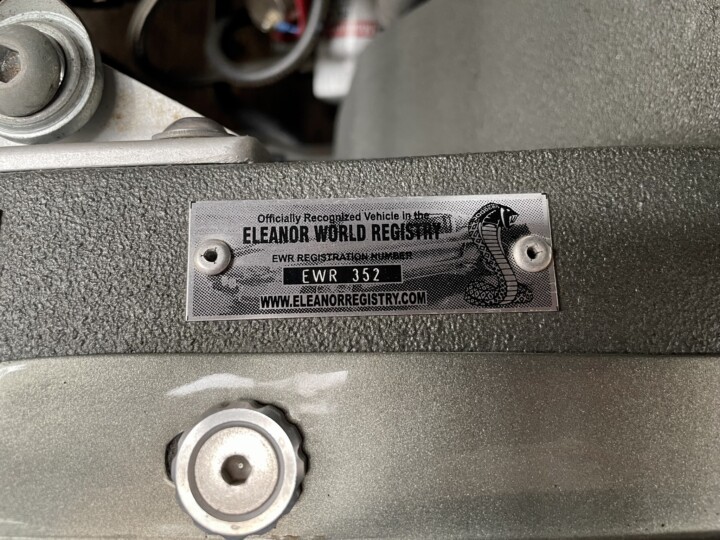 Officially Recognized Vehicle in the
ELEANOR WORLD REGISTRY
EWR REGISTRATION NUMBER
EWR 352
WWW.ELEANORREGISTRY.COM